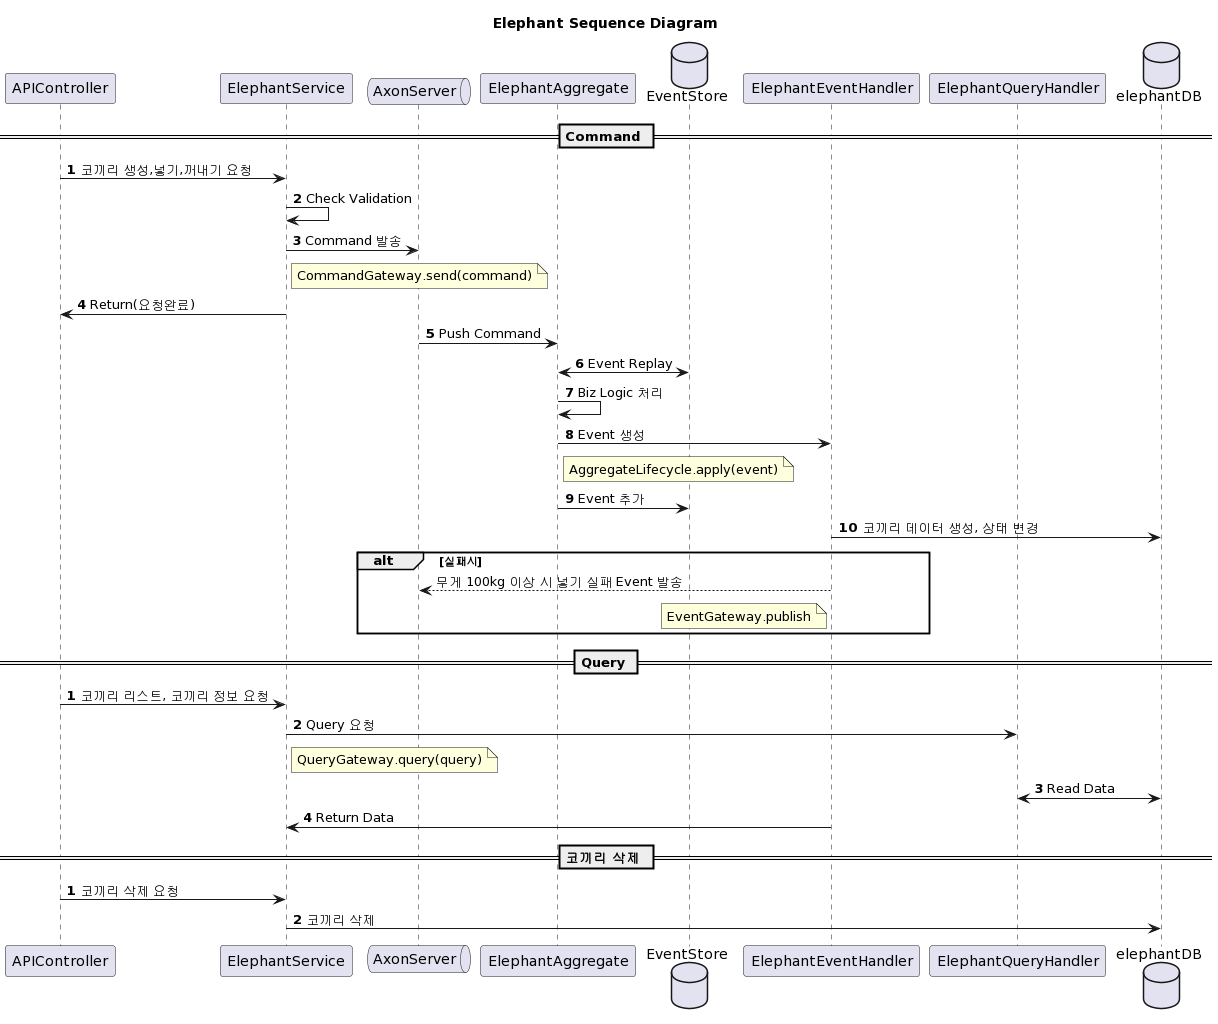 Elephant Sequence Diagram
APIController
ElephantService
AxonServer
ElephantAggregate
EventStore
ElephantEventHandler
ElephantQueryHandler
elephantDB
Command
1 코끼리 생성,넣기,꺼내기 요청
2 Check Validation
3 Command 발송
CommandGateway.send(command)
4 Return(요청완료)
5 Push Command
6 Event Replay
7 Biz Logic 처리
8 Event 생성
AggregateLifecycle.apply(event)
9 Event 추가
10 코끼리 데이터 생성, 상태 변경
alt [실패시]
무게 100kg 이상 시 넣기 실패 Event 발송
EventGateway.publish
Query
1 코끼리 리스트, 코끼리 정보 요청
2 Query 요청
QueryGateway.query(query)
3 Read Data
4 Return Data
코끼리 삭제
1 코끼리 삭제 요청
2 코끼리 삭제
APIController
ElephantService
AxonServer
ElephantAggregate
EventStore
ElephantEventHandler
ElephantQueryHandler
elephantDB